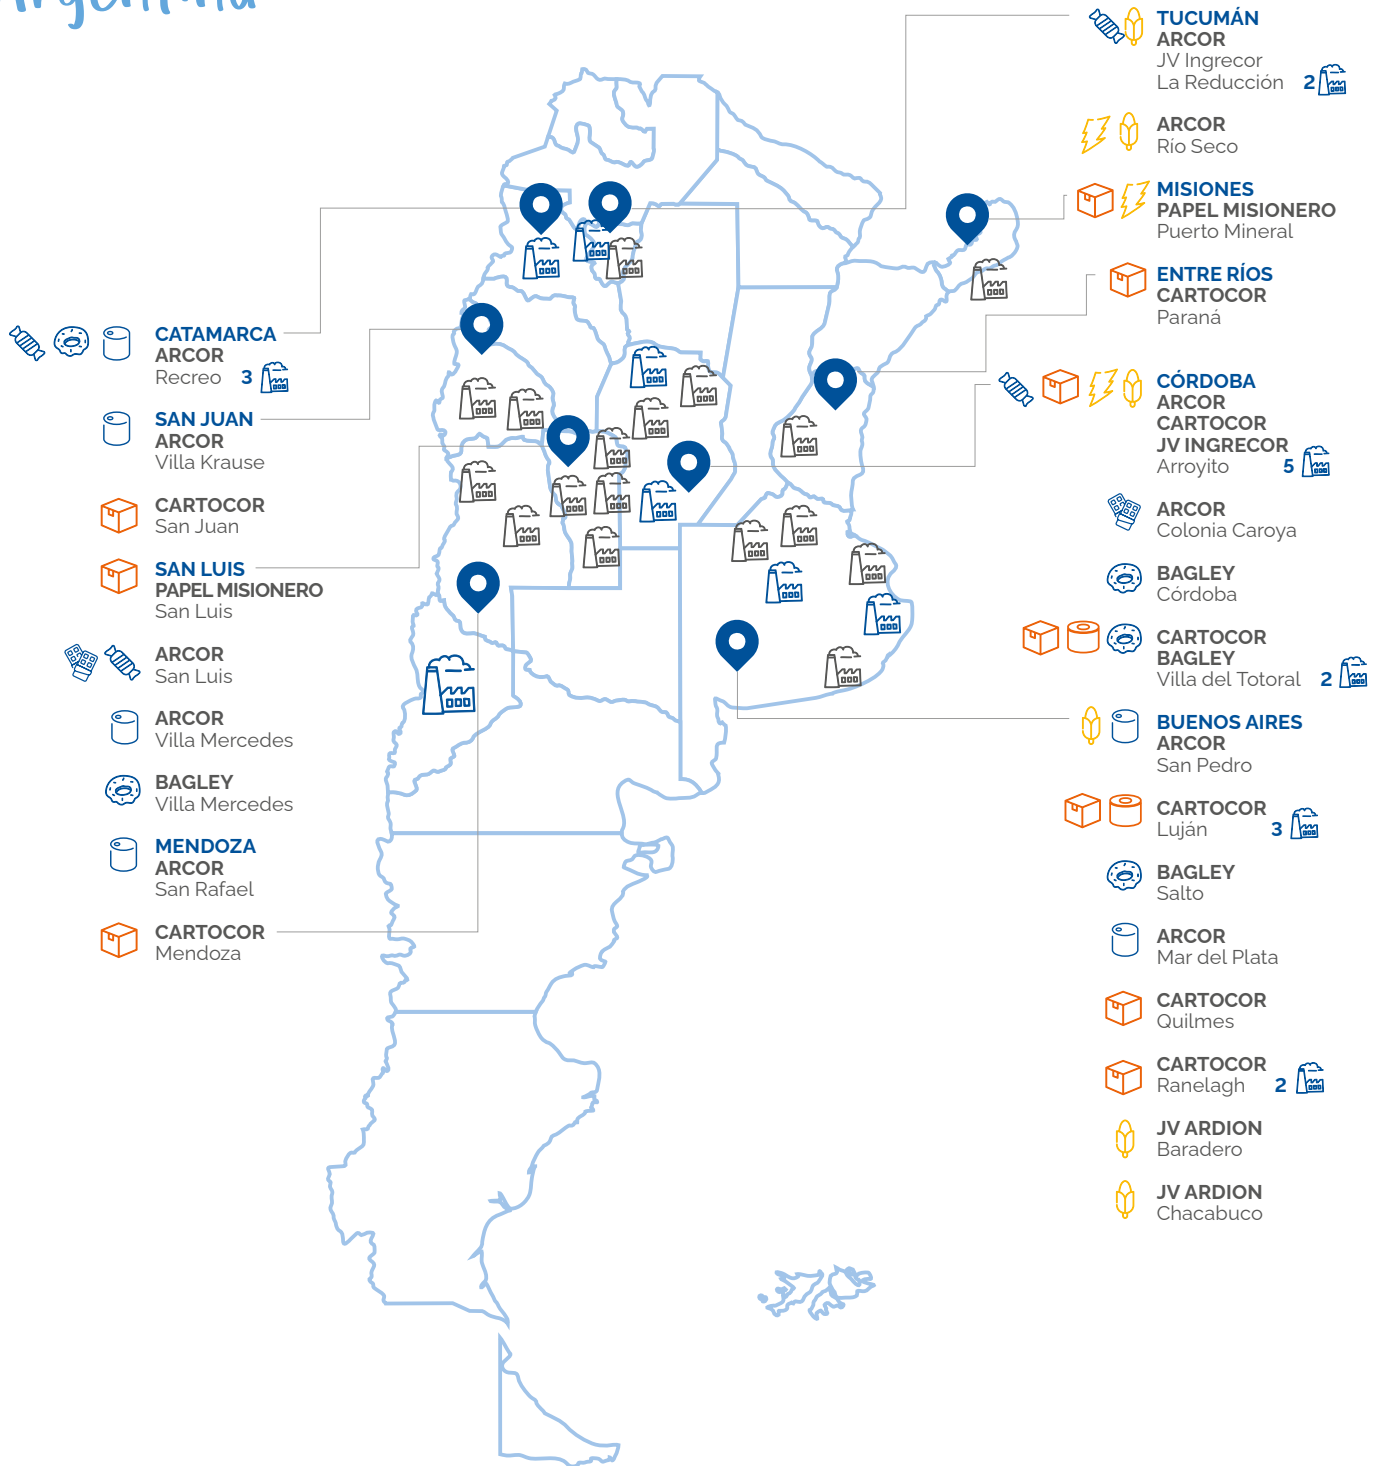 Argentina
CATAMARCA
ARCOR
Recreo 3
SAN JUAN
ARCOR
Villa Krause
CARTOCOR
San Juan
SAN LUIS
PAPEL MISIONERO
San Luis
ARCOR
San Luis
ARCOR
Villa Mercedes
BAGLEY
Villa Mercedes
MENDOZA
ARCOR
San Rafael
CARTOCOR
Mendoza
TUCUMÁN
ARCOR
JV Ingrecor
La Reducción 2
ARCOR
Río Seco
MISIONES
PAPEL MISIONERO
Puerto Mineral
ENTRE RÍOS
CARTOCOR
Paraná
CÓRDOBA
ARCOR
CARTOCOR
JV INGRECOR
Arroyito 5
ARCOR
Colonia Caroya
BAGLEY
Córdoba
CARTOCOR
BAGLEY
Villa del Totoral 2
BUENOS AIRES
ARCOR
San Pedro
CARTOCOR
Luján 3
BAGLEY
Salto
ARCOR
Mar del Plata
CARTOCOR
Quilmes
CARTOCOR
Ranelagh 2
JV ARDION
Baradero
JV ARDION
Chacabuco